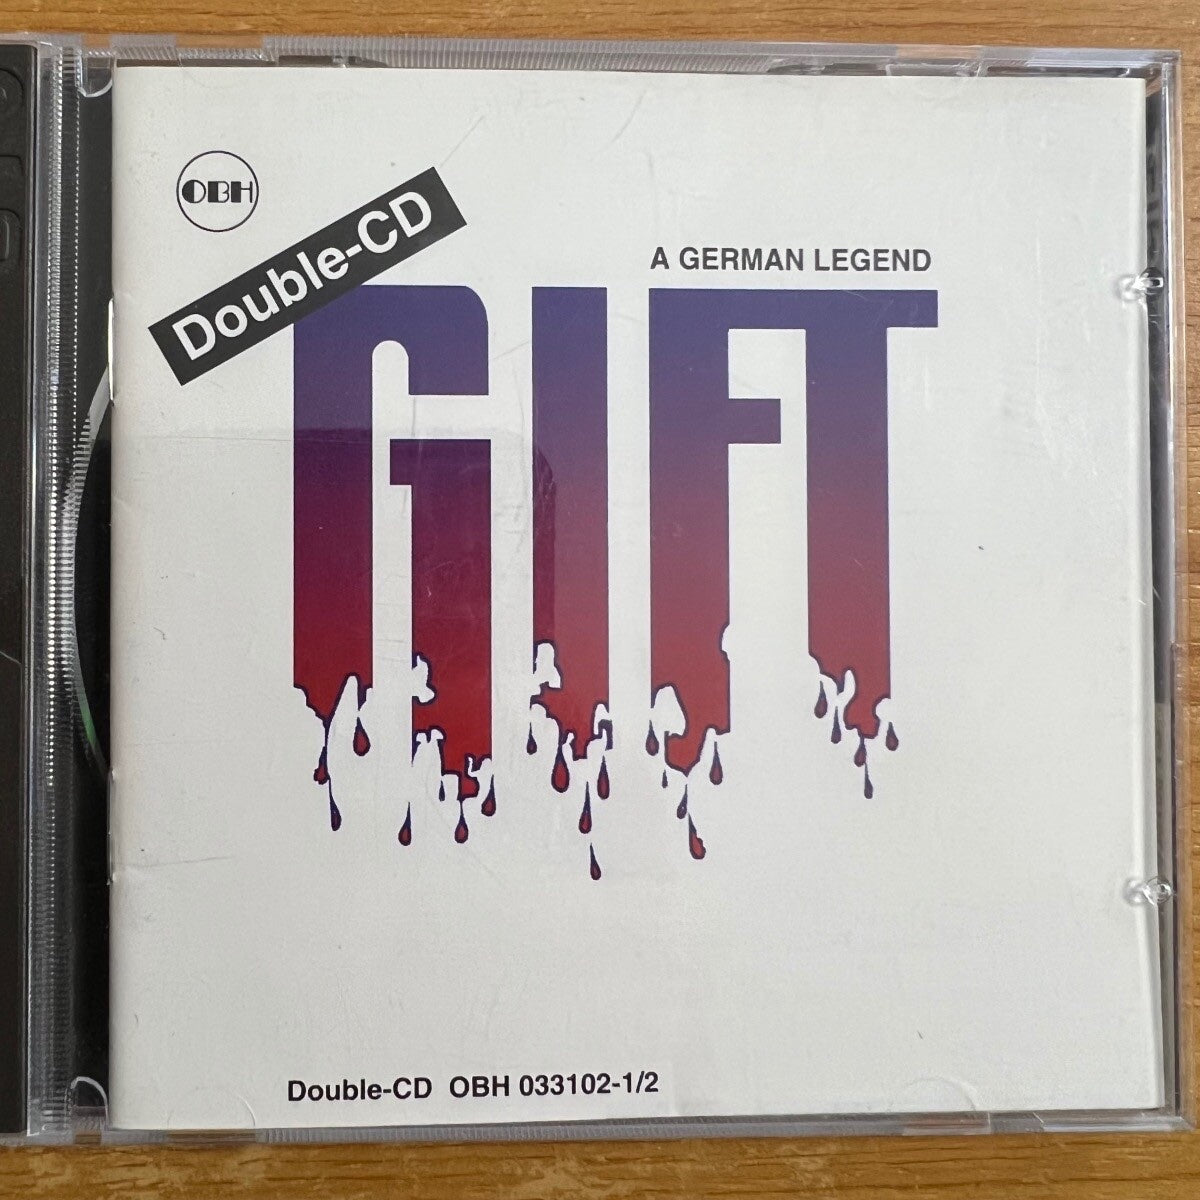 OBH
Double-CD
A GERMAN LEGEND
GIFT
Double-CD OBH 033102-1/2